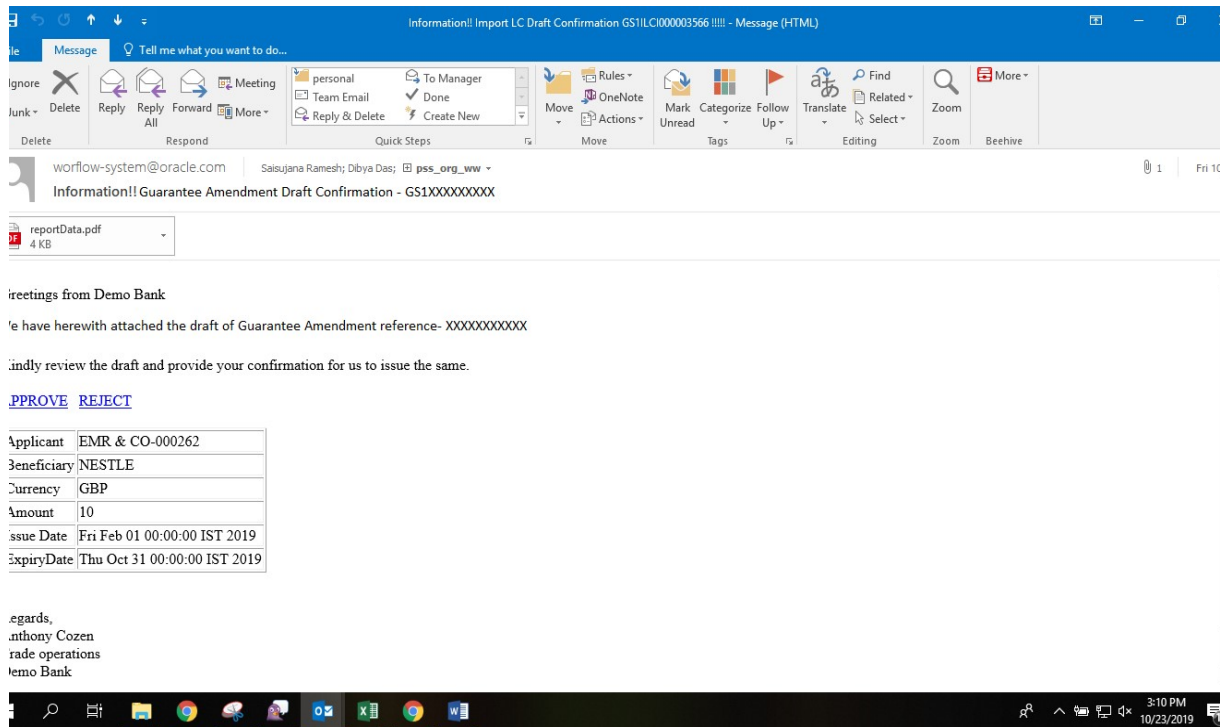 Information!! Import LC Draft Confirmation GS1ILCI000003566 !!!!! - Message (HTML)
ile Message Tell me what you want to do...
Ignore
Junk
Delete
Reply
Reply All
Forward
Meeting
More
personal
Team Email
Reply & Delete
To Manager
Done
Create New
Move
Rules
OneNote
Actions
Mark Unread
Categorize
Follow Up
Translate
Find
Related
Select
Zoom
More
Delete Respond Quick Steps Move Tags Editing Zoom Beehive
worflow-system@oracle.com Saisujana Ramesh; Dibya Das; pss_org_ww
1 Fri 10
Information!! Guarantee Amendment Draft Confirmation - GS1XXXXXXXXX
reportData.pdf
4 KB
reetings from Demo Bank
e have herewith attached the draft of Guarantee Amendment reference- XXXXXXXXXXX
indly review the draft and provide your confirmation for us to issue the same.
APPROVE REJECT
Applicant EMR & CO-000262
Beneficiary NESTLE
Currency GBP
Amount 10
Issue Date Fri Feb 01 00:00:00 IST 2019
ExpiryDate Thu Oct 31 00:00:00 IST 2019
egards,
nthony Cozen
rade operations
Demo Bank
3:10 PM
10/23/2019